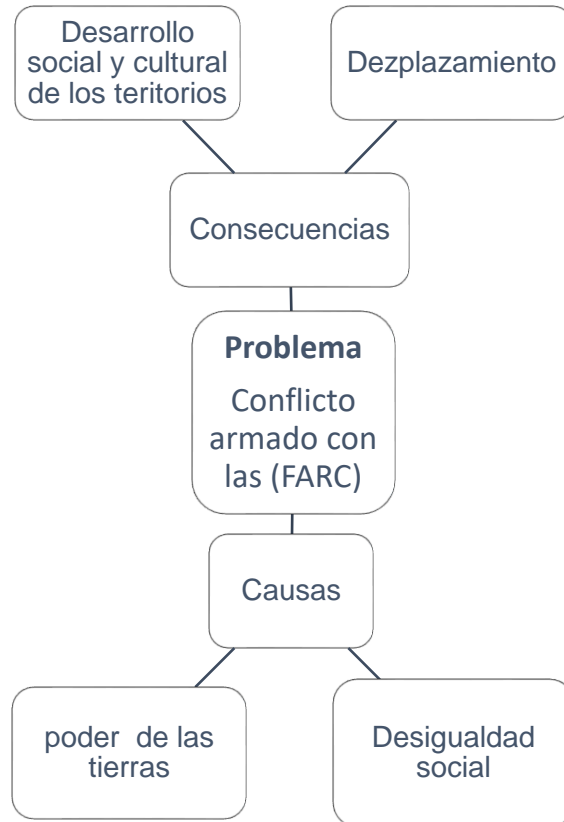 Desarrollo
social y cultural
de los teritorios
Dezplazamiento
Consecuencias
Problema
Conflicto
armado con
las (FARC)
Causas
poder de las
tierras
Desigualdad
social